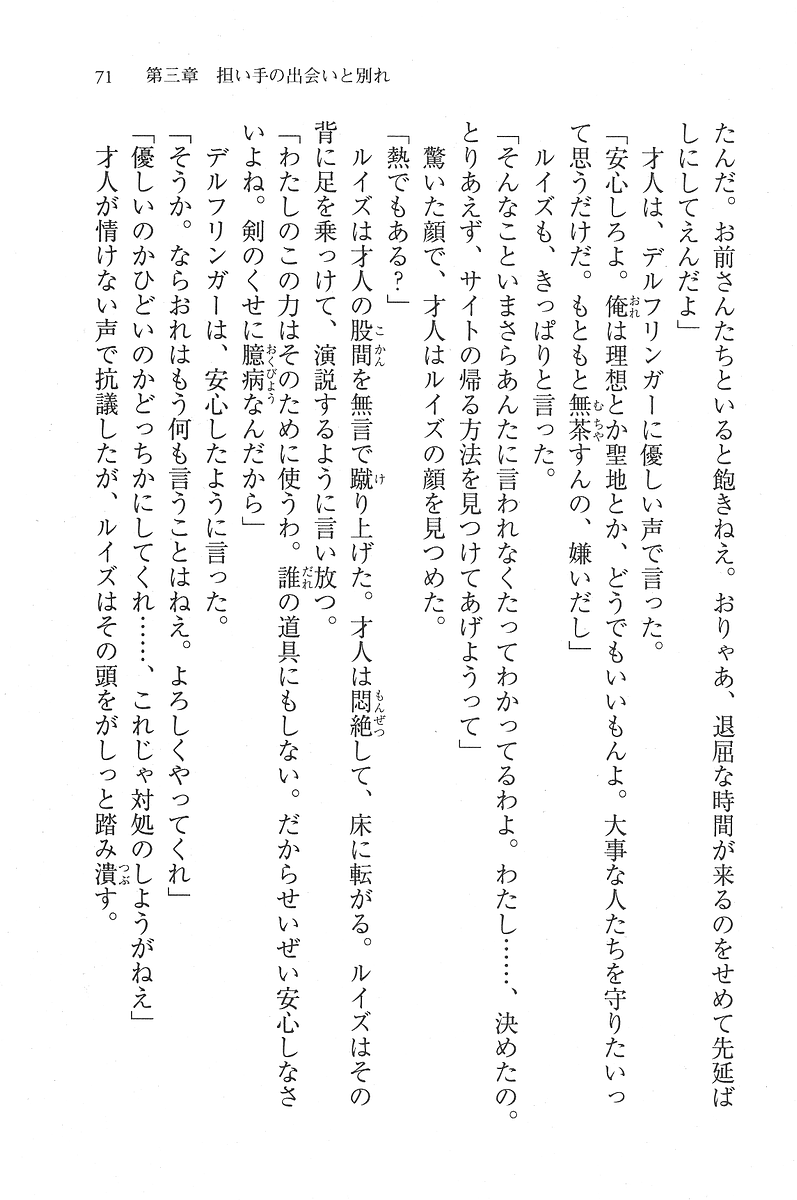 71　第三章　担い手の出会いと別れ
たんだ。お前さんたちといると飽きねえ。おりゃあ、退屈な時間が来るのをせめて先延ば
しにしてえんだよ」
　才人は、デルフリンガーに優しい声で言った。
「安心しろよ。俺は理想とか聖地とか、どうでもいいもんよ。大事な人たちを守りたいっ
て思うだけだ。もともと無茶すんの、嫌いだし」
　ルイズも、きっぱりと言った。
「そんなこといまさらあんたに言われなくたってわかってるわよ。わたし……、決めたの。
とりあえず、サイトの帰る方法を見つけてあげようって」
　驚いた顔で、才人はルイズの顔を見つめた。
「熱でもある？」
　ルイズは才人の股間を無言で蹴り上げた。才人は悶絶して、床に転がる。ルイズはその
背に足を乗っけて、演説するように言い放つ。
「わたしのこの力はそのために使うわ。誰の道具にもしない。だからせいぜい安心しなさ
いよね。剣のくせに臆病なんだから」
　デルフリンガーは、安心したように言った。
「そうか。ならおれはもう何も言うことはねえ。よろしくやってくれ」
「優しいのかひどいのかどっちかにしてくれ……、これじゃ対処のしようがねえ」
　才人が情けない声で抗議したが、ルイズはその頭をがしっと踏み潰す。